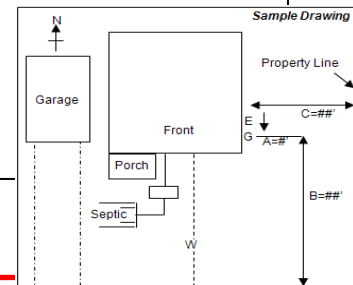 Sample Drawing
N
Property Line
Garage
C=##'
E
Front
G
A=#'
Porch
B=##'
Septic
W